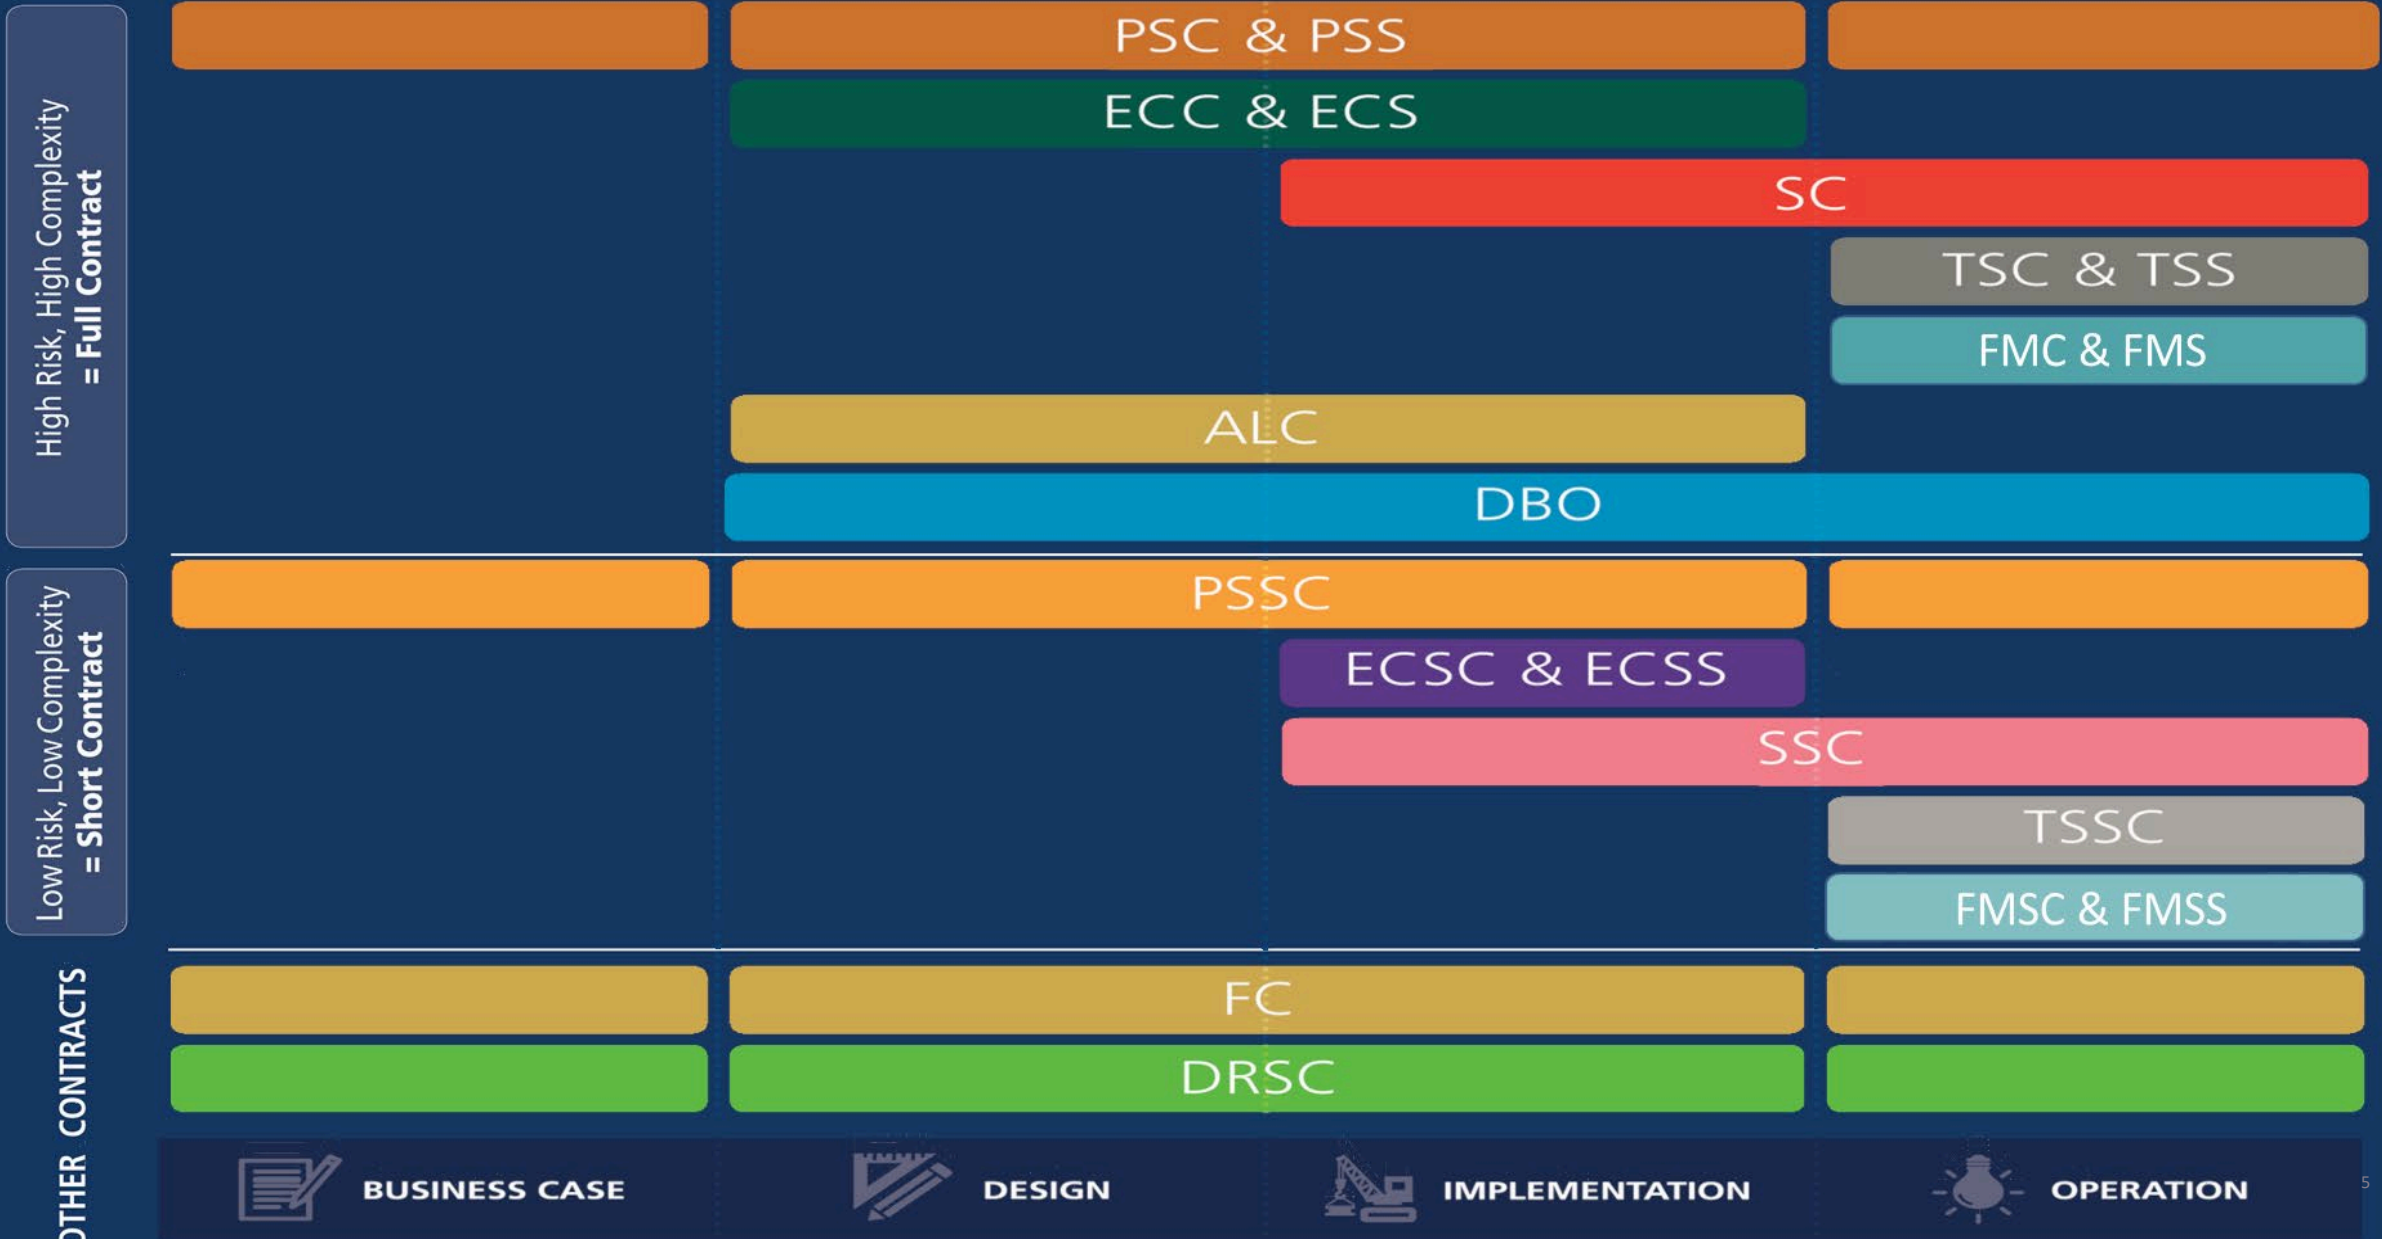 High Risk, High Complexity
= Full Contract
PSC & PSS
ECC & ECS
SC
TSC & TSS
FMC & FMS
ALC
DBO
Low Risk, Low Complexity
= Short Contract
PSSC
ECSC & ECSS
SSC
TSSC
FMSC & FMSS
OTHER CONTRACTS
FC
DRSC
BUSINESS CASE
DESIGN
IMPLEMENTATION
OPERATION
5